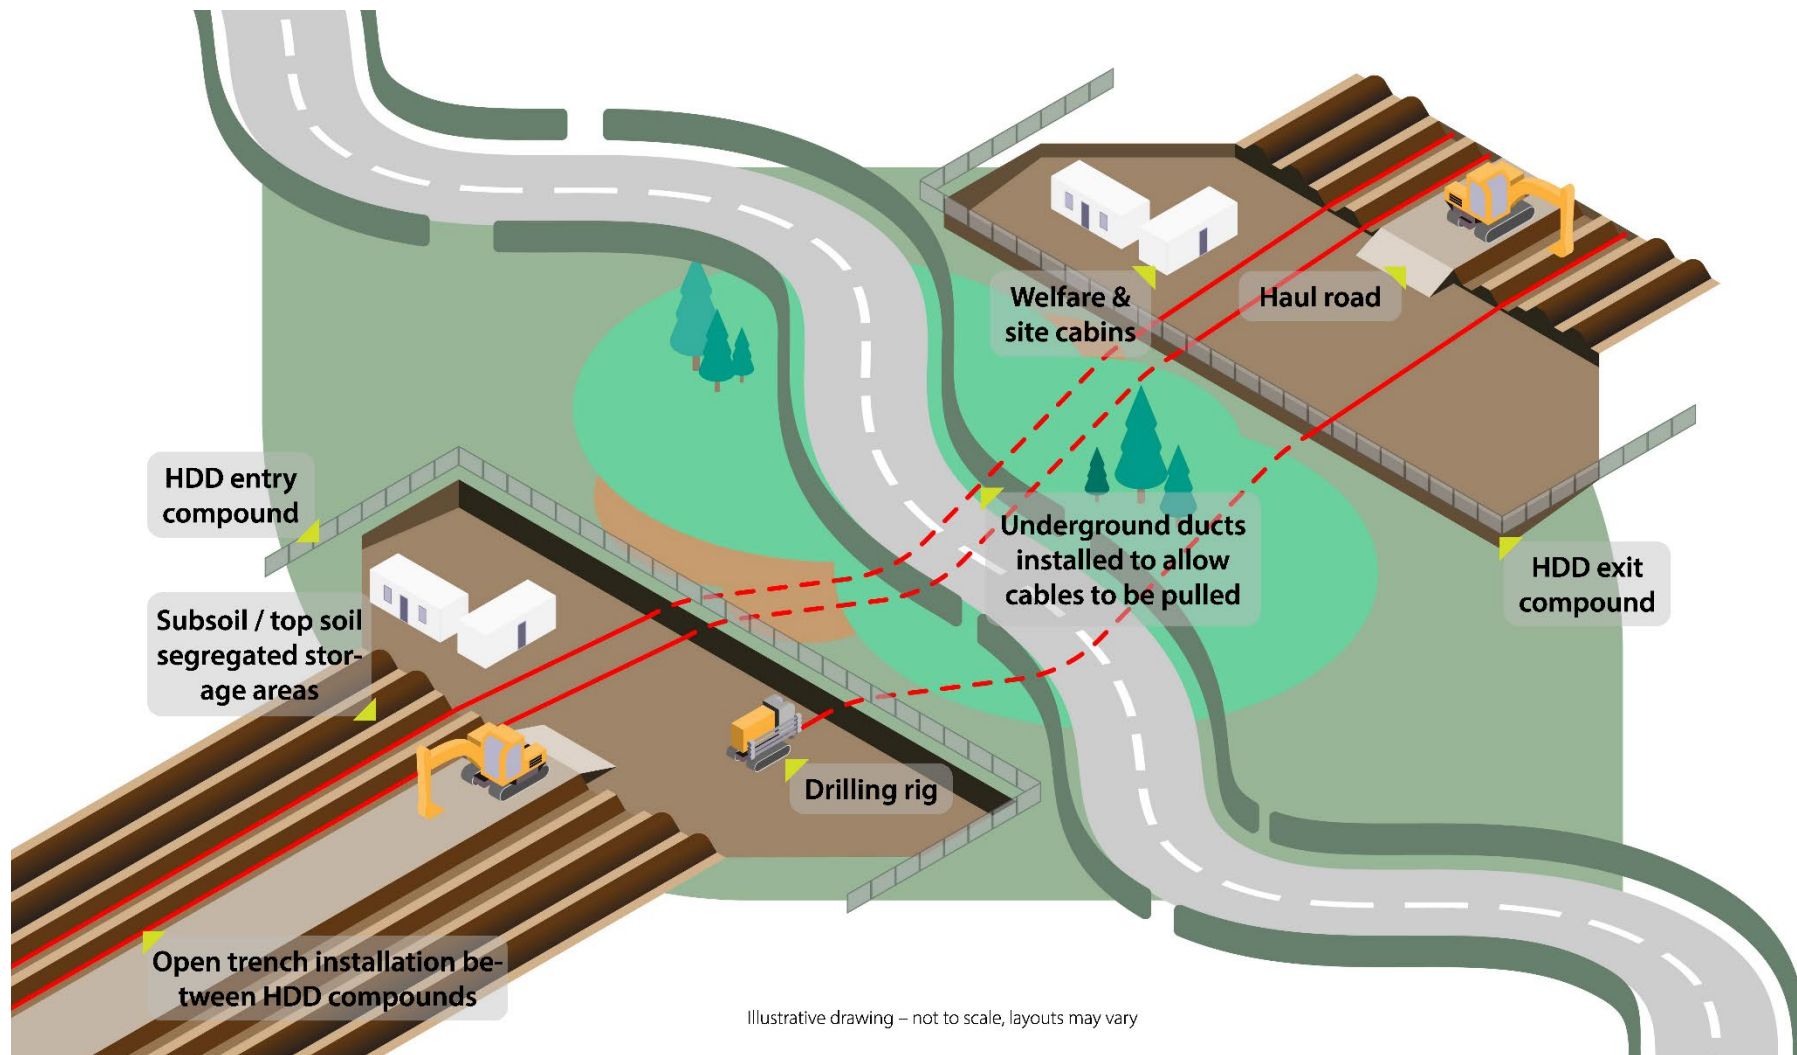 Welfare &
site cabins
Haul road
HDD entry
compound
Underground ducts
installed to allow
cables to be pulled
HDD exit
compound
Subsoil / top soil
segregated stor-
age areas
Drilling rig
Open trench installation be-
tween HDD compounds
Illustrative drawing – not to scale, layouts may vary